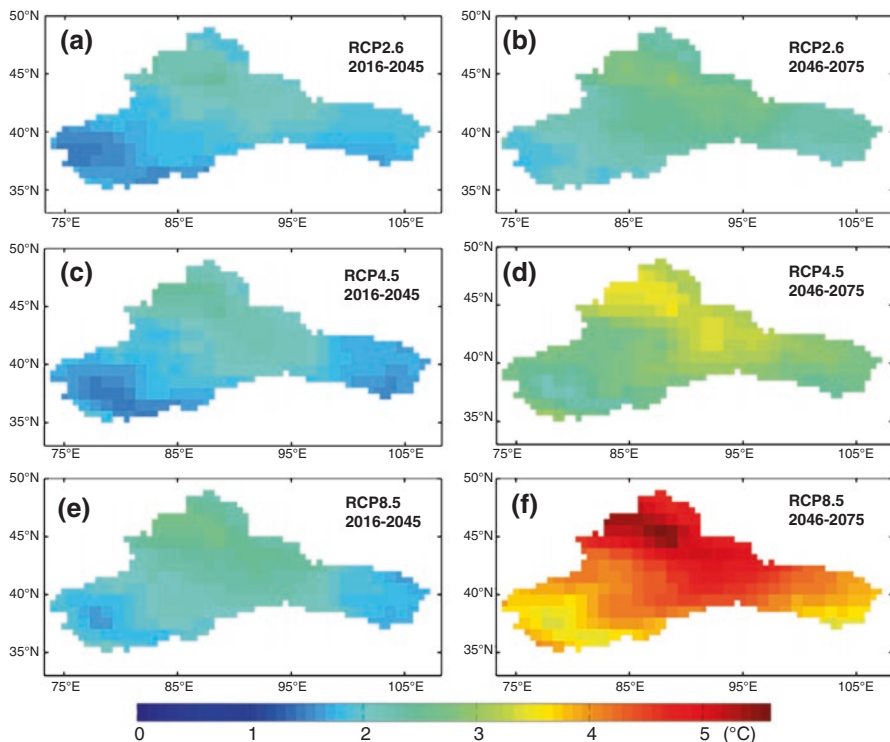 (a) RCP2.6
2016-2045
50°N
45°N
40°N
35°N
75°E 85°E 95°E 105°E
(b) RCP2.6
2046-2075
50°N
45°N
40°N
35°N
75°E 85°E 95°E 105°E
(c) RCP4.5
2016-2045
50°N
45°N
40°N
35°N
75°E 85°E 95°E 105°E
(d) RCP4.5
2046-2075
50°N
45°N
40°N
35°N
75°E 85°E 95°E 105°E
(e) RCP8.5
2016-2045
50°N
45°N
40°N
35°N
75°E 85°E 95°E 105°E
(f) RCP8.5
2046-2075
50°N
45°N
40°N
35°N
75°E 85°E 95°E 105°E
0 1 2 3 4 5 (°C)